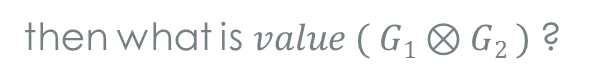 then what is value ( G₁ ⊗ G₂ ) ?